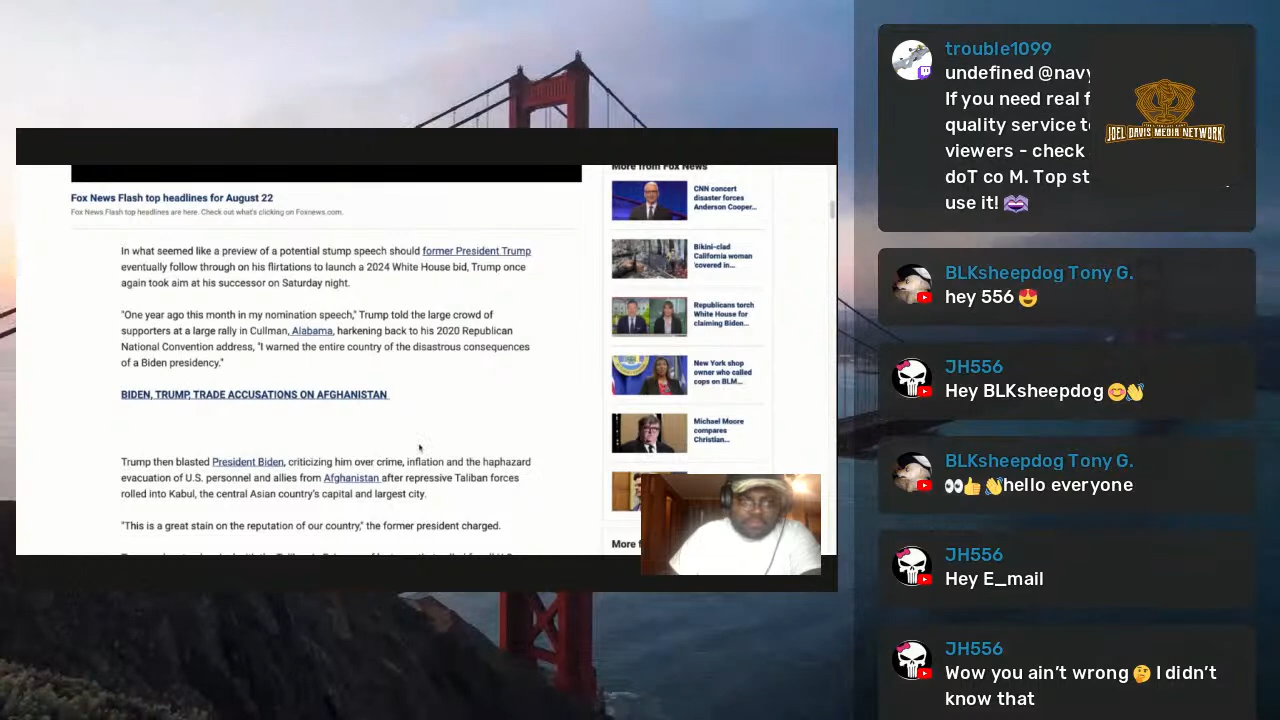 More from Fox News
Fox News Flash top headlines for August 22
Fox News Flash top headlines are here. Check out what's clicking on Foxnews.com.
In what seemed like a preview of a potential stump speech should former President Trump
eventually follow through on his flirtations to launch a 2024 White House bid, Trump once
again took aim at his successor on Saturday night.
"One year ago this month in my nomination speech," Trump told the large crowd of
supporters at a large rally in Cullman, Alabama, harkening back to his 2020 Republican
National Convention address, "I warned the entire country of the disastrous consequences
of a Biden presidency."
BIDEN, TRUMP, TRADE ACCUSATIONS ON AFGHANISTAN
Trump then blasted President Biden, criticizing him over crime, inflation and the haphazard
evacuation of U.S. personnel and allies from Afghanistan after repressive Taliban forces
rolled into Kabul, the central Asian country's capital and largest city.
"This is a great stain on the reputation of our country," the former president charged.
CNN concert
disaster forces
Anderson Cooper...
Bikini-clad
California woman
'covered in...
Republicans torch
White House for
claiming Biden...
New York shop
owner who called
cops on BLM...
Michael Moore
compares
Christian...
More
trouble1099
undefined @navy
If you need real f
quality service to
viewers - check
doT co M. Top st
use it! 
JOEL DAVIS MEDIA NETWORK
BLKsheepdog Tony G.
hey 556 😍
JH556
Hey BLKsheepdog 😊👋
BLKsheepdog Tony G.
👀👍👋hello everyone
JH556
Hey E_mail
JH556
Wow you ain't wrong 🤔 I didn't
know that